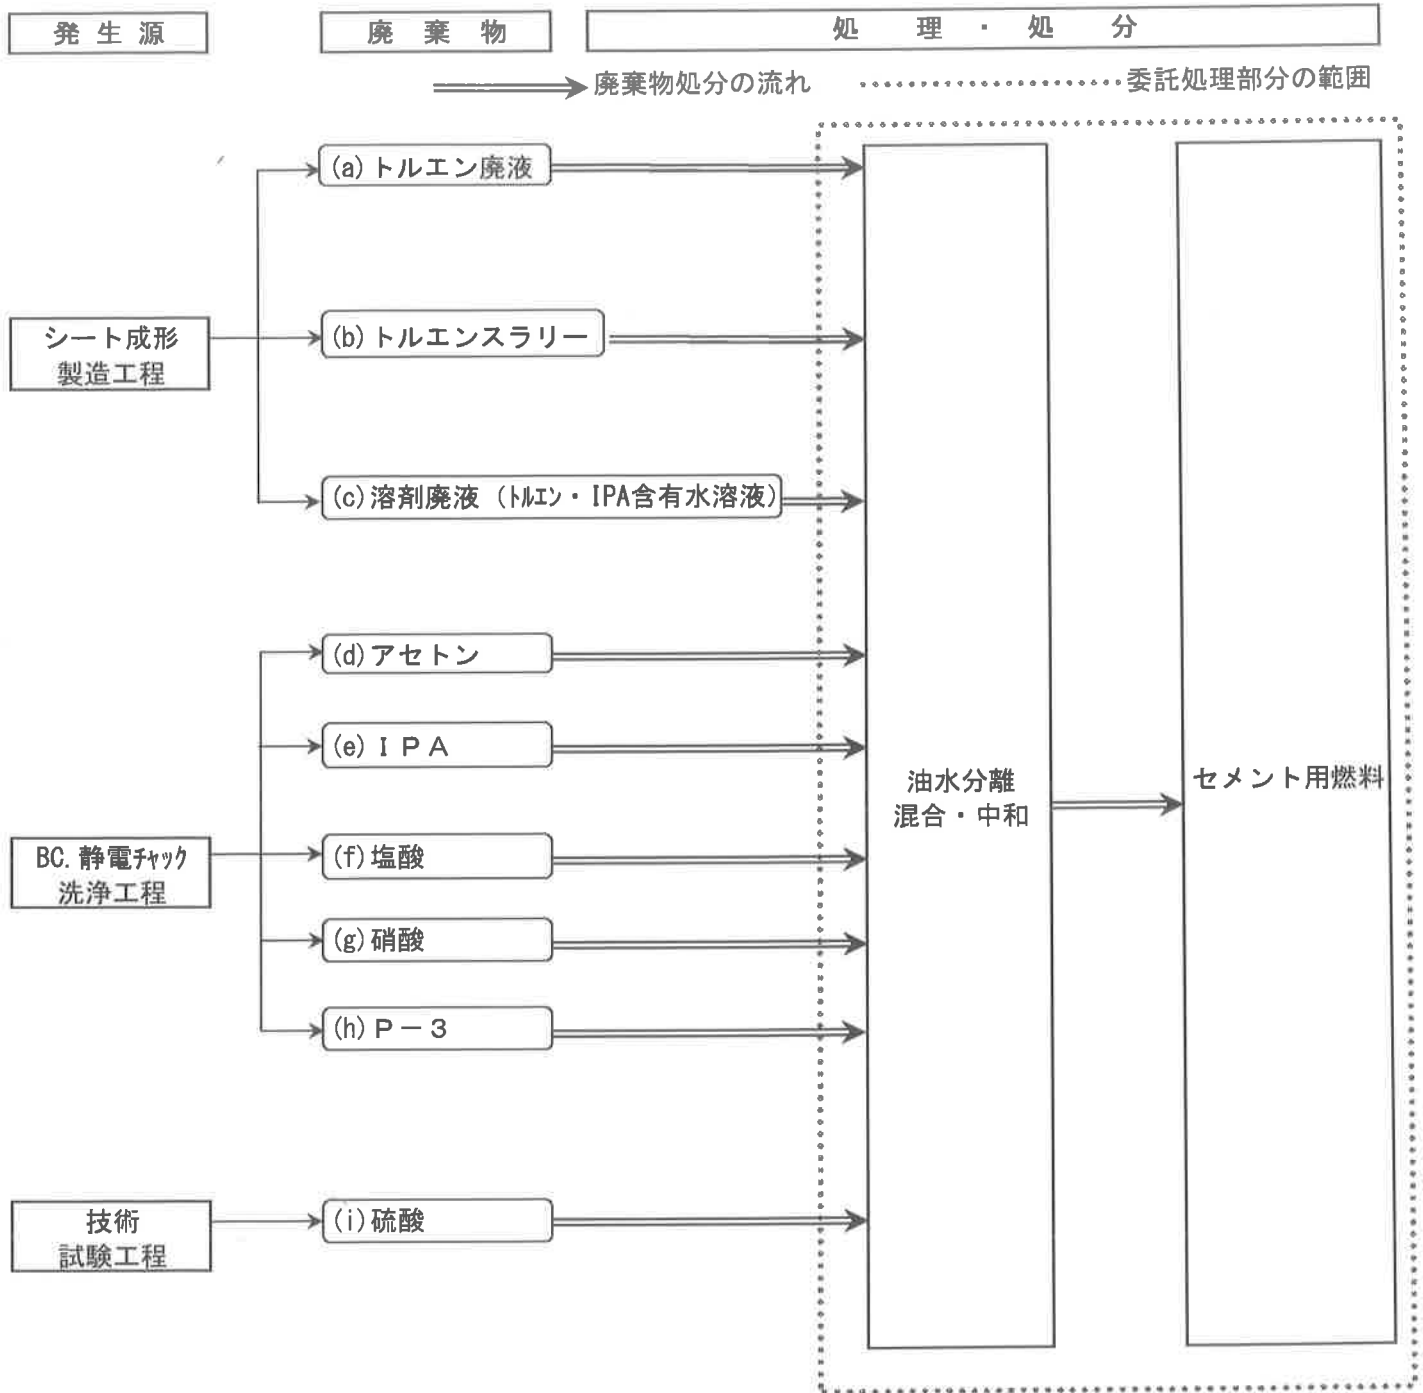 発生源
廃棄物
処理・処分
廃棄物処分の流れ
委託処理部分の範囲
(a)トルエン廃液
シート成形
製造工程
(b)トルエンスラリー
(c)溶剤廃液(ﾄﾙｴﾝ・IPA含有水溶液)
(d)アセトン
(e)ＩＰＡ
BC.静電ﾁｬｯｸ
洗浄工程
(f)塩酸
(g)硝酸
(h)Ｐ－３
技術
試験工程
(i)硫酸
油水分離
混合・中和
セメント用燃料